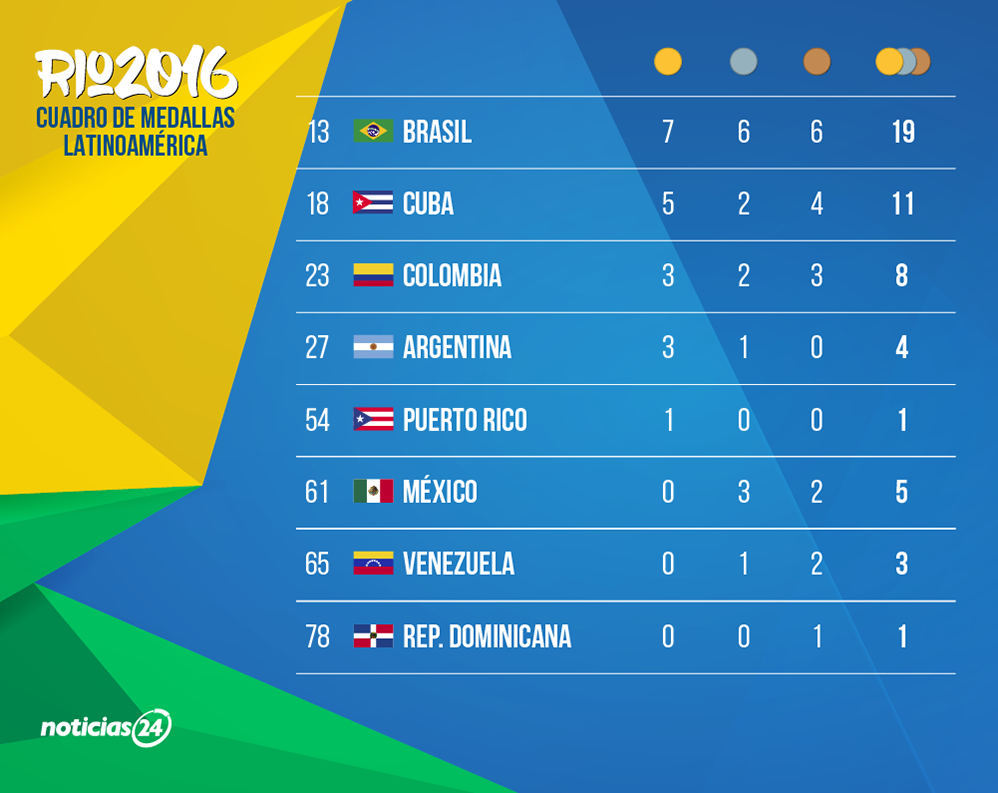 RIO2016
CUADRO DE MEDALLAS
LATINOAMÉRICA
13 BRASIL 7 6 6 19
18 CUBA 5 2 4 11
23 COLOMBIA 3 2 3 8
27 ARGENTINA 3 1 0 4
54 PUERTO RICO 1 0 0 1
61 MÉXICO 0 3 2 5
65 VENEZUELA 0 1 2 3
78 REP. DOMINICANA 0 0 1 1
noticias24